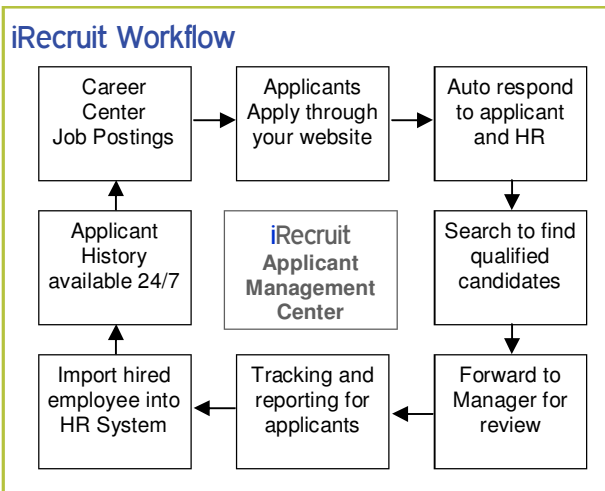 iRecruit Workflow
Career
Center
Job Postings
Applicants
Apply through
your website
Auto respond
to applicant
and HR
Applicant
History
available 24/7
iRecruit
Applicant
Management
Center
Search to find
qualified
candidates
Import hired
employee into
HR System
Tracking and
reporting for
applicants
Forward to
Manager for
review